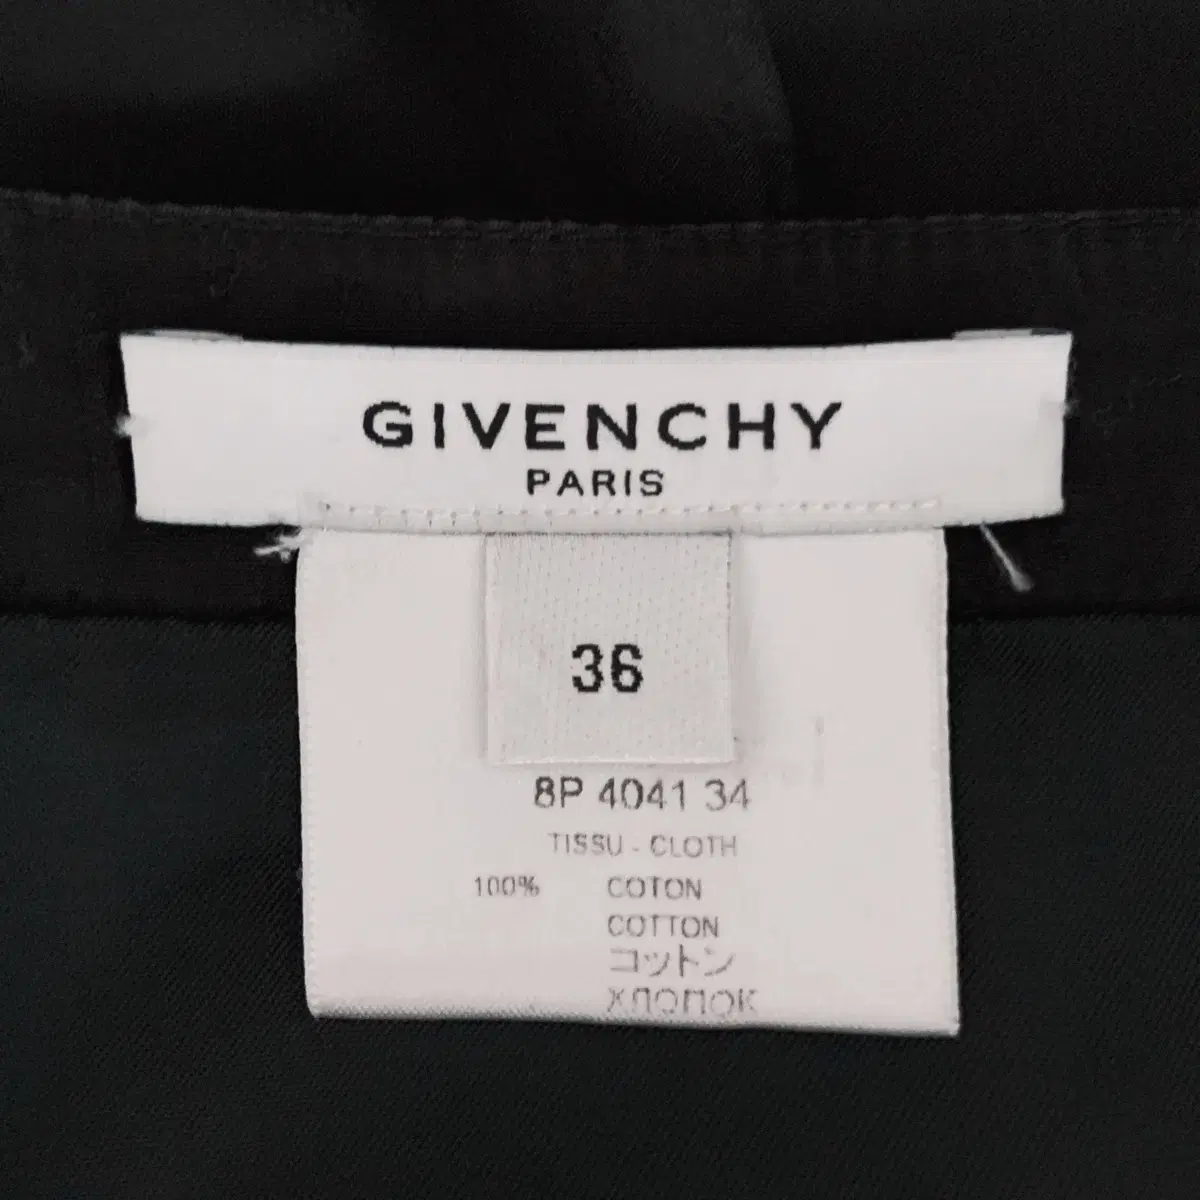 GIVENCHY
PARIS
36
8P 4041 34
TISSU - CLOTH
100% COTON
COTTON
コットン
ХЛОПОК